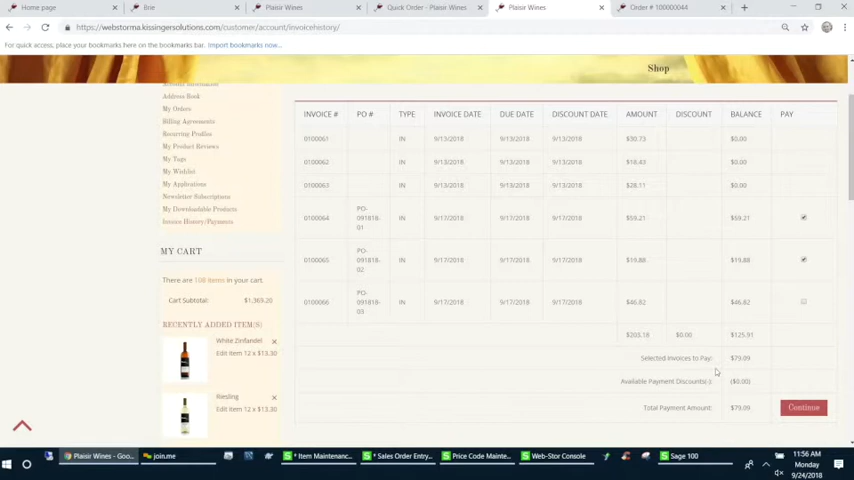 Home page
Brie
Plaisir Wines
Quick Order - Plaisir Wines
Plaisir Wines
Order # 100000044
https://webstorma.kissingersolutions.com/customer/account/invoicehistory/
For quick access, place your bookmarks here on the bookmarks bar. Import bookmarks now...
Shop
Account Information
Address Book
My Orders
Billing Agreements
Recurring Profiles
My Product Reviews
My Tags
My Wishlist
My Applications
Newsletter Subscriptions
My Downloadable Products
Invoice History/Payments
MY CART
There are 108 items in your cart.
Cart Subtotal: $1,369.20
RECENTLY ADDED ITEM(S)
White Zinfandel
Edit item 12 x $13.30
Riesling
Edit item 12 x $13.30
INVOICE # PO # TYPE INVOICE DATE DUE DATE DISCOUNT DATE AMOUNT DISCOUNT BALANCE PAY
0100061 IN 9/13/2018 9/13/2018 9/13/2018 $30.73 $0.00
0100062 IN 9/13/2018 9/13/2018 9/13/2018 $18.43 $0.00
0100063 IN 9/13/2018 9/13/2018 9/13/2018 $28.11 $0.00
0100064 PO-091818-01 IN 9/17/2018 9/17/2018 9/17/2018 $59.21 $59.21
0100065 PO-091818-02 IN 9/17/2018 9/17/2018 9/17/2018 $19.88 $19.88
0100066 PO-091818-03 IN 9/17/2018 9/17/2018 9/17/2018 $46.82 $46.82
$203.18 $0.00 $125.91
Selected Invoices to Pay: $79.09
Available Payment Discounts(-): ($0.00)
Total Payment Amount: $79.09
Continue
Plaisir Wines - Goo...
join.me
* Item Maintenanc...
* Sales Order Entry...
Price Code Mainte...
Web-Stor Console
Sage 100
11:56 AM
Monday
9/24/2018